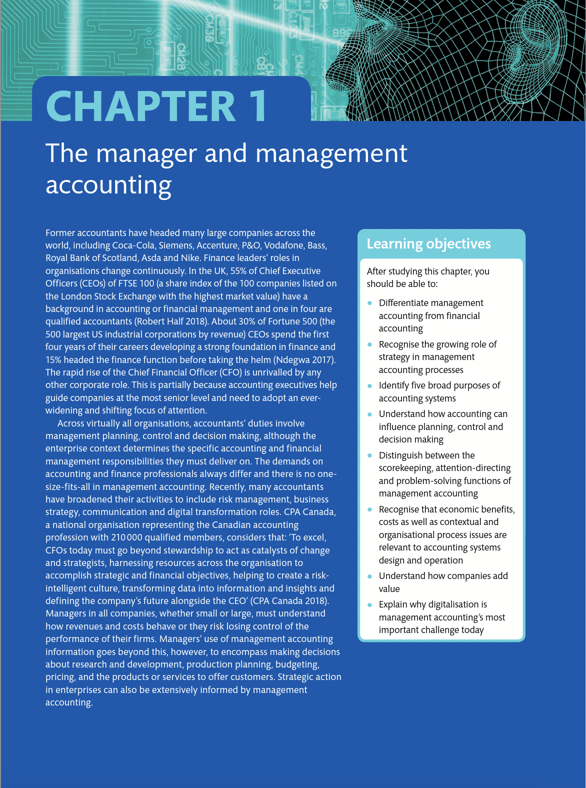 CHAPTER 1
The manager and management
accounting
Former accountants have headed many large companies across the
world, including Coca-Cola, Siemens, Accenture, P&O, Vodafone, Bass,
Royal Bank of Scotland, Asda and Nike. Finance leaders' roles in
organisations change continuously. In the UK, 55% of Chief Executive
Officers (CEOs) of FTSE 100 (a share index of the 100 companies listed on
the London Stock Exchange with the highest market value) have a
background in accounting or financial management and one in four are
qualified accountants (Robert Half 2018). About 30% of Fortune 500 (the
500 largest US industrial corporations by revenue) CEOs spend the first
four years of their careers developing a strong foundation in finance and
15% headed the finance function before taking the helm (Ndegwa 2017).
The rapid rise of the Chief Financial Officer (CFO) is unrivalled by any
other corporate role. This is partially because accounting executives help
guide companies at the most senior level and need to adopt an ever-
widening and shifting focus of attention.
Across virtually all organisations, accountants' duties involve
management planning, control and decision making, although the
enterprise context determines the specific accounting and financial
management responsibilities they must deliver on. The demands on
accounting and finance professionals always differ and there is no one-
size-fits-all in management accounting. Recently, many accountants
have broadened their activities to include risk management, business
strategy, communication and digital transformation roles. CPA Canada,
a national organisation representing the Canadian accounting
profession with 210 000 qualified members, considers that: 'To excel,
CFOs today must go beyond stewardship to act as catalysts of change
and strategists, harnessing resources across the organisation to
accomplish strategic and financial objectives, helping to create a risk-
intelligent culture, transforming data into information and insights and
defining the company's future alongside the CEO' (CPA Canada 2018).
Managers in all companies, whether small or large, must understand
how revenues and costs behave or they risk losing control of the
performance of their firms. Managers' use of management accounting
information goes beyond this, however, to encompass making decisions
about research and development, production planning, budgeting,
pricing, and the products or services to offer customers. Strategic action
in enterprises can also be extensively informed by management
accounting.
Learning objectives
After studying this chapter, you
should be able to:
• Differentiate management
accounting from financial
accounting
• Recognise the growing role of
strategy in management
accounting processes
• Identify five broad purposes of
accounting systems
• Understand how accounting can
influence planning, control and
decision making
• Distinguish between the
scorekeeping, attention-directing
and problem-solving functions of
management accounting
• Recognise that economic benefits,
costs as well as contextual and
organisational process issues are
relevant to accounting systems
design and operation
• Understand how companies add
value
• Explain why digitalisation is
management accounting's most
important challenge today